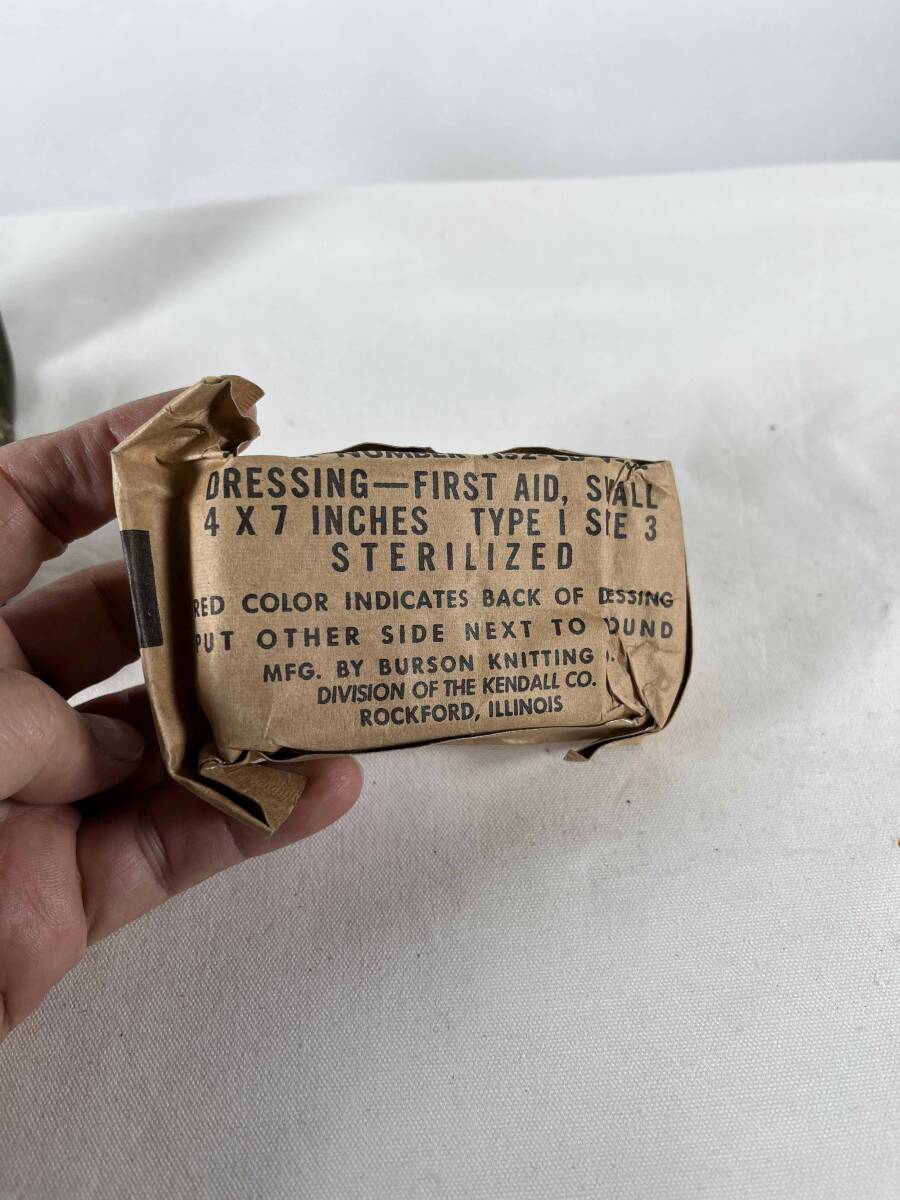 NUMBER
DRESSING—FIRST AID, SMALL
4 X 7 INCHES TYPE I SIZE 3
STERILIZED
RED COLOR INDICATES BACK OF DRESSING
PUT OTHER SIDE NEXT TO WOUND
MFG. BY BURSON KNITTING
DIVISION OF THE KENDALL CO.
ROCKFORD, ILLINOIS